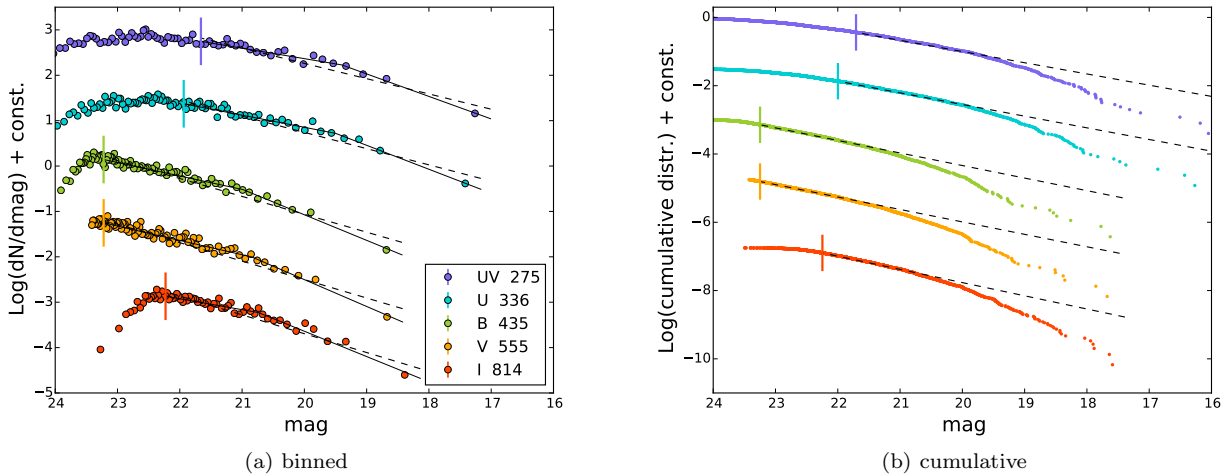 3
2
1
0
−1
−2
−3
−4
−5
Log(dN/dmag) + const.
24 23 22 21 20 19 18 17 16
mag
UV 275
U 336
B 435
V 555
I 814
(a) binned
0
−2
−4
−6
−8
−10
Log(cumulative distr.) + const.
24 23 22 21 20 19 18 17 16
mag
(b) cumulative